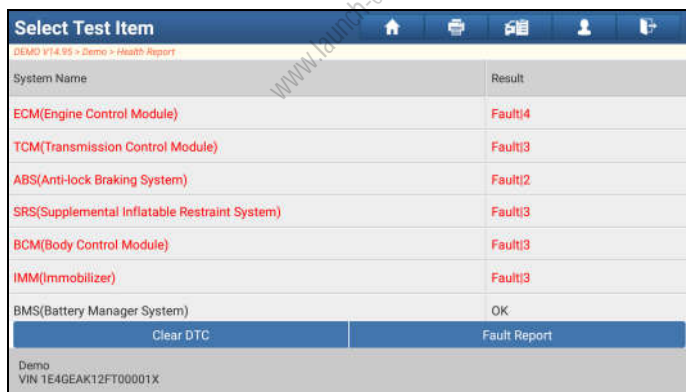 Select Test Item
DEMO V14.95 > Demo > Health Report
System Name Result
ECM(Engine Control Module) Fault|4
TCM(Transmission Control Module) Fault|3
ABS(Anti-lock Braking System) Fault|2
SRS(Supplemental Inflatable Restraint System) Fault|3
BCM(Body Control Module) Fault|3
IMM(Immobilizer) Fault|3
BMS(Battery Manager System) OK
Clear DTC Fault Report
Demo
VIN 1E4GEAK12FT00001X
www.launch-